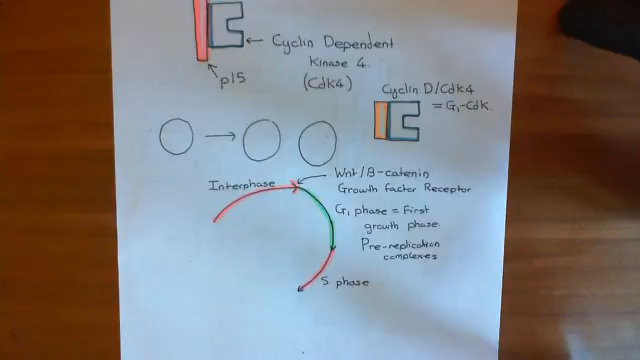 Cyclin Dependent
Kinase 4.
(Cdk4)
p15
Cyclin D/Cdk4
= G₁-Cdk.
Wnt/B-catenin
Growth Factor Receptor
Interphase
G₁ phase = First
growth phase.
Pre-replication
complexes
S phase